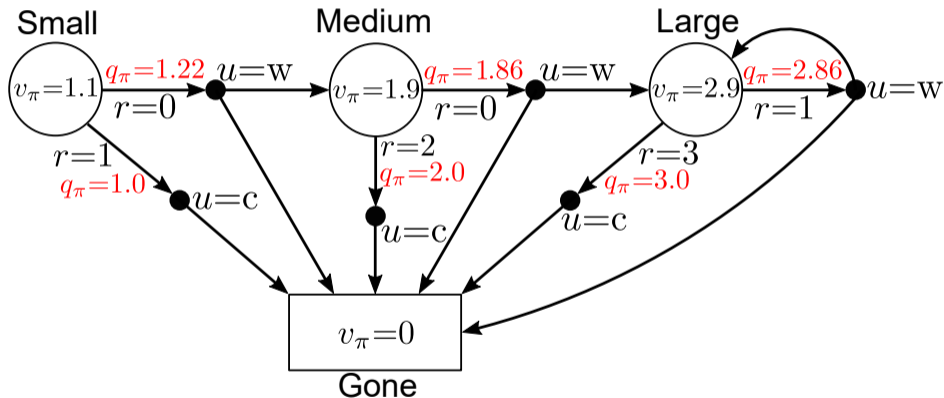 Small
Medium
Large
vπ=1.1
qπ=1.22
r=0
u=w
vπ=1.9
qπ=1.86
r=0
u=w
vπ=2.9
qπ=2.86
r=1
u=w
r=1
qπ=1.0
u=c
r=2
qπ=2.0
u=c
r=3
qπ=3.0
u=c
vπ=0
Gone